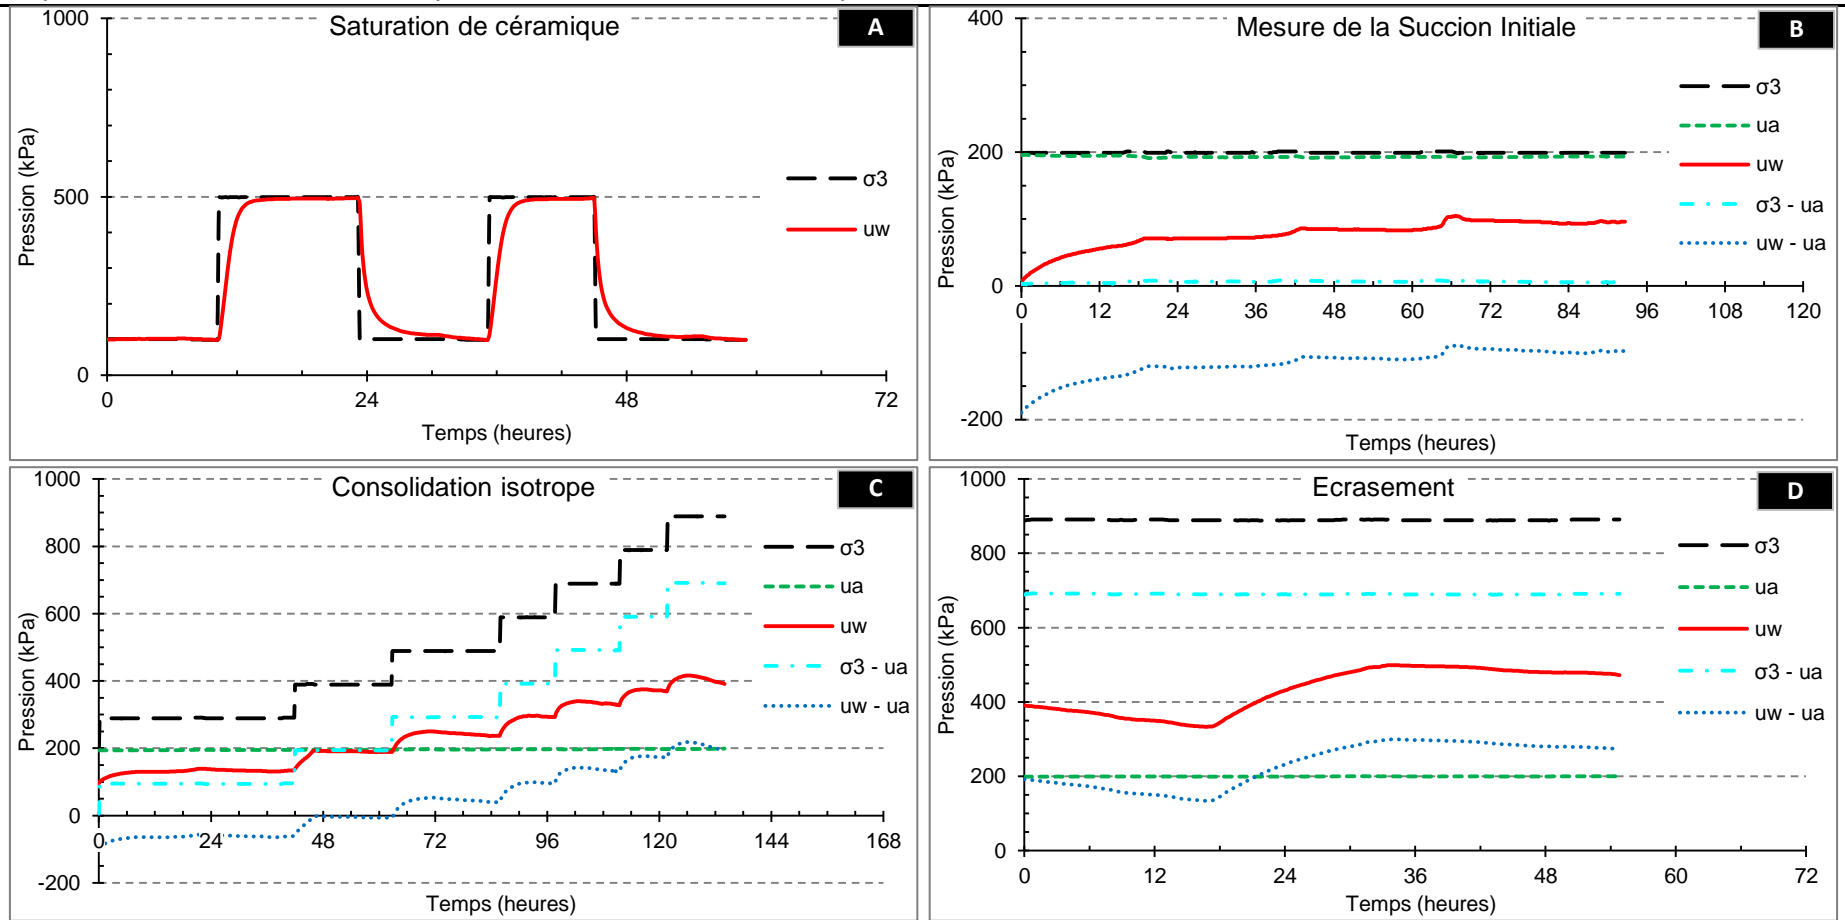 Saturation de céramique
A
1000
500
0
0 24 48 72
Pression (kPa)
Temps (heures)
σ3
uw
Mesure de la Succion Initiale
B
400
200
0
-200
0 12 24 36 48 60 72 84 96 108 120
Pression (kPa)
Temps (heures)
σ3
ua
uw
σ3 - ua
uw - ua
Consolidation isotrope
C
1000
800
600
400
200
0
-200
0 24 48 72 96 120 144 168
Pression (kPa)
Temps (heures)
σ3
ua
uw
σ3 - ua
uw - ua
Ecrasement
D
1000
800
600
400
200
0
0 12 24 36 48 60 72
Pression (kPa)
Temps (heures)
σ3
ua
uw
σ3 - ua
uw - ua